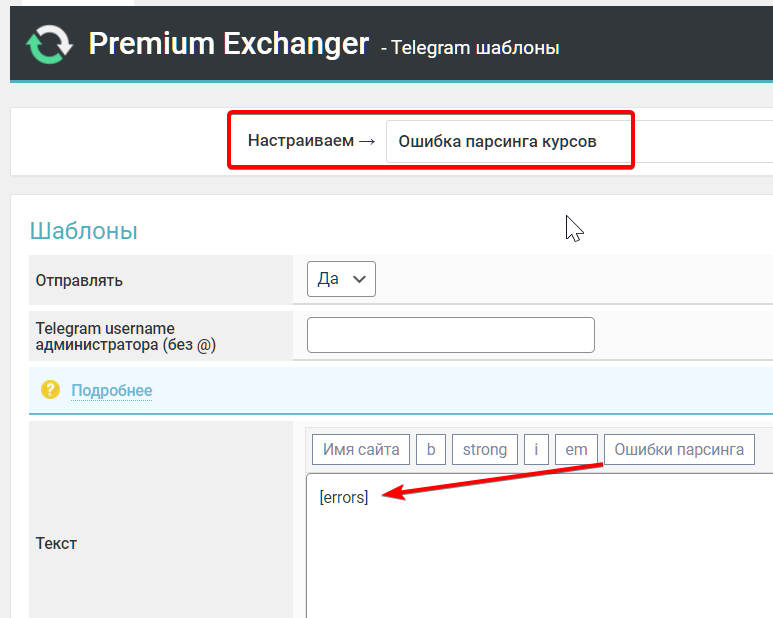 Premium Exchanger - Telegram шаблоны
Настраиваем → Ошибка парсинга курсов
Шаблоны
Отправлять Да
Telegram username
администратора (без @)
? Подробнее
Имя сайта b strong i em Ошибки парсинга
[errors]
Текст